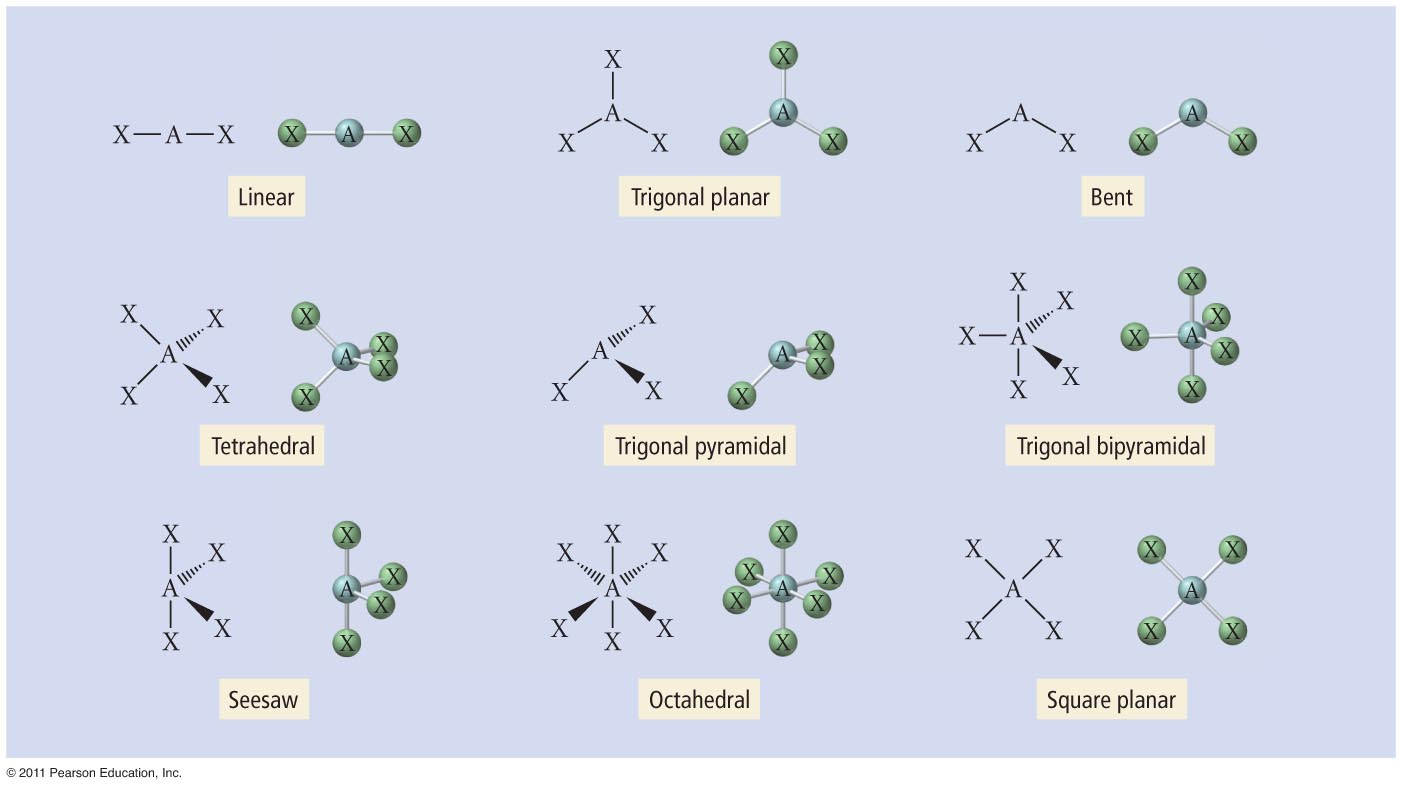 X
X—A—X X A X
A
X X
X
A
X X
A
X X
A
X X
Linear
Trigonal planar
Bent
X X
A
X X
X
X
A
X
X
X
A
X X
X
A
X
X
X
X
X A
X
X
X
X
X A
X
X
Tetrahedral
Trigonal pyramidal
Trigonal bipyramidal
X
X
A
X
X
X
X
A
X
X
X
X X
A
X X
X
X
X X
A
X X
X
X X
A
X X
X X
A
X X
Seesaw
Octahedral
Square planar
© 2011 Pearson Education, Inc.